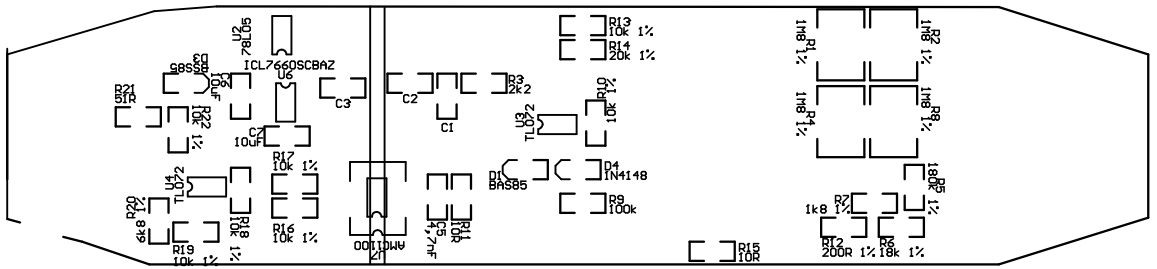 U2
78L05
D3
BAS85
ICL7660SCBAZ
U6
C6
10uF
R21
51R
R22
10k 1%
C7
10uF
C3
C2
C1
R3
2k2
R13
10k 1%
R14
20k 1%
R10
10k 1%
U3
TL072
R1
1M8 1%
R2
1M8 1%
R4
1M8 1%
R8
1M8 1%
U4
TL072
R17
10k 1%
R16
10k 1%
R18
10k 1%
R20
6k8 1%
R19
10k 1%
U7
AMC1100
C5
4,7nF
R11
10R
D1
BAS85
D4
1N4148
R9
100k
R15
10R
R5
180k 1%
R7
1k8 1%
R12
200R 1%
R6
18k 1%